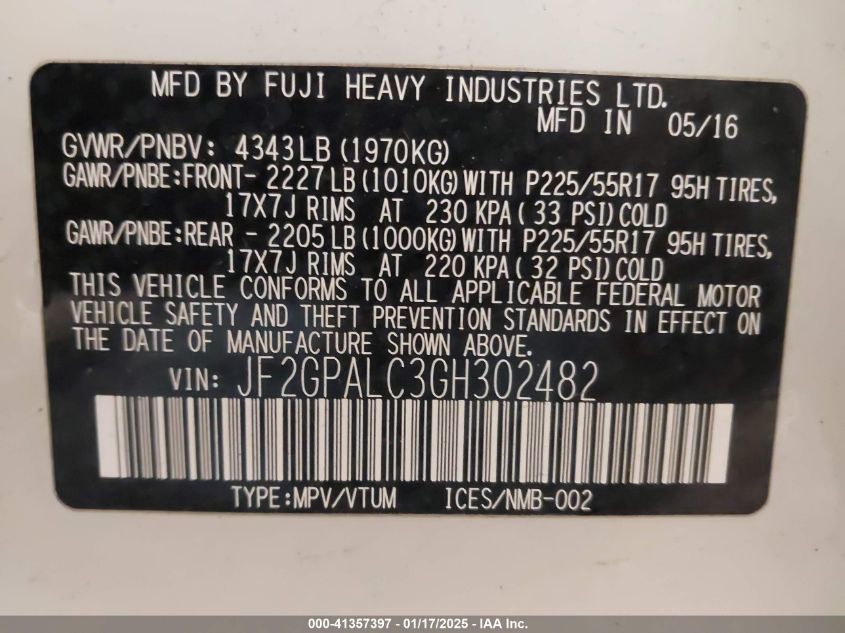 MFD BY FUJI HEAVY INDUSTRIES LTD.
MFD IN 05/16
GVWR/PNBV: 4343LB (1970KG)
GAWR/PNBE:FRONT- 2227 LB (1010KG) WITH P225/55R17 95H TIRES,
17X7J RIMS AT 230 KPA ( 33 PSI) COLD
GAWR/PNBE:REAR - 2205 LB (1000KG) WITH P225/55R17 95H TIRES,
17X7J RIMS AT 220 KPA ( 32 PSI) COLD
THIS VEHICLE CONFORMS TO ALL APPLICABLE FEDERAL MOTOR
VEHICLE SAFETY AND THEFT PREVENTION STANDARDS IN EFFECT ON
THE DATE OF MANUFACTURE SHOWN ABOVE.
VIN: JF2GPALC3GH302482
TYPE:MPV/VTUM ICES/NMB-002
000-41357397 - 01/17/2025 - IAA Inc.